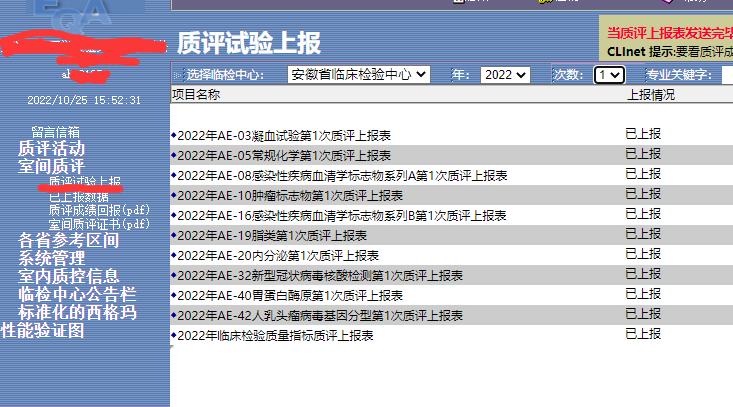 EQA
质评试验上报
当质评上报表发送完毕
CLInet 提示:要看质评成
选择临检中心: 安徽省临床检验中心 年: 2022 次数: 1 专业关键字:
2022/10/25 15:52:31
留言信箱
质评活动
室间质评
质评试验上报
已上报数据
质评成绩回报(pdf)
室间质评证书(pdf)
各省参考区间
系统管理
室内质控信息
临检中心公告栏
标准化的西格玛
性能验证图
项目名称 上报情况
2022年AE-03凝血试验第1次质评上报表 已上报
2022年AE-05常规化学第1次质评上报表 已上报
2022年AE-08感染性疾病血清学标志物系列A第1次质评上报表 已上报
2022年AE-10肿瘤标志物第1次质评上报表 已上报
2022年AE-16感染性疾病血清学标志物系列B第1次质评上报表 已上报
2022年AE-19脂类第1次质评上报表 已上报
2022年AE-20内分泌第1次质评上报表 已上报
2022年AE-32新型冠状病毒核酸检测第1次质评上报表 已上报
2022年AE-40胃蛋白酶原第1次质评上报表 已上报
2022年AE-42人乳头瘤病毒基因分型第1次质评上报表 已上报
2022年临床检验质量指标质评上报表 已上报